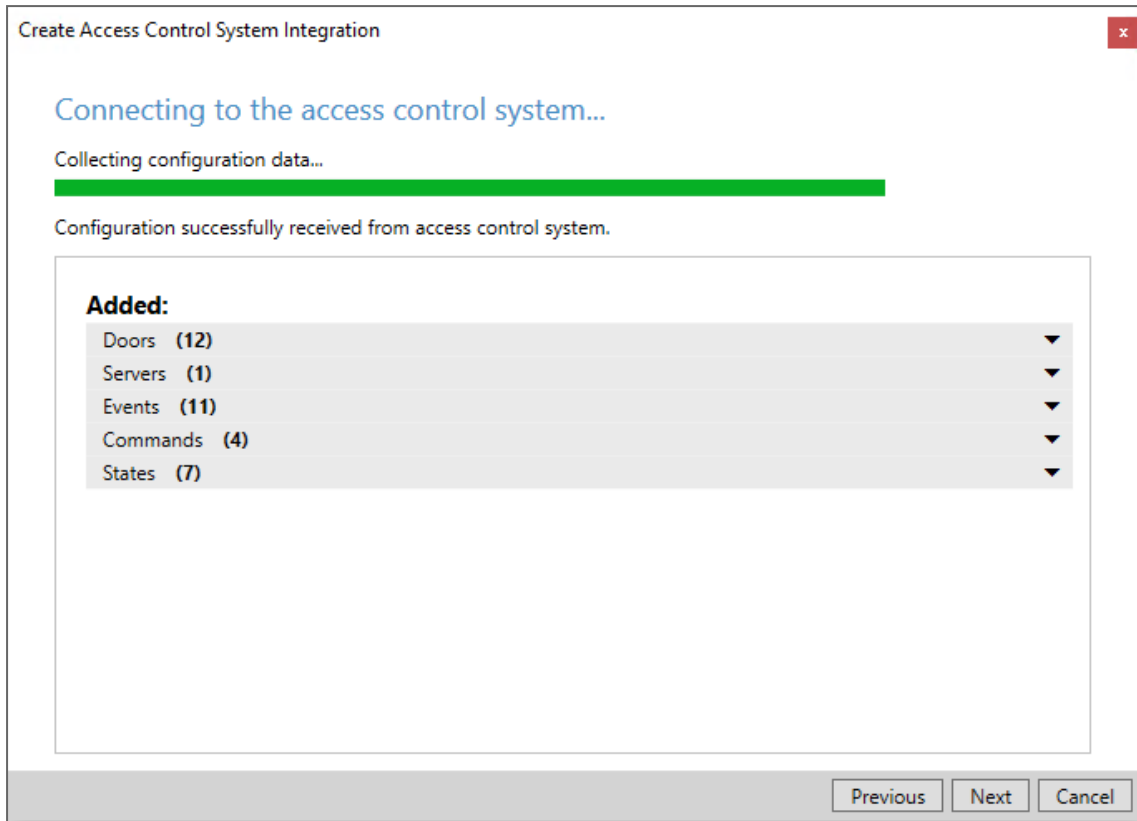 Create Access Control System Integration
x
Connecting to the access control system...
Collecting configuration data...
Configuration successfully received from access control system.
Added:
Doors (12)
Servers (1)
Events (11)
Commands (4)
States (7)
Previous Next Cancel